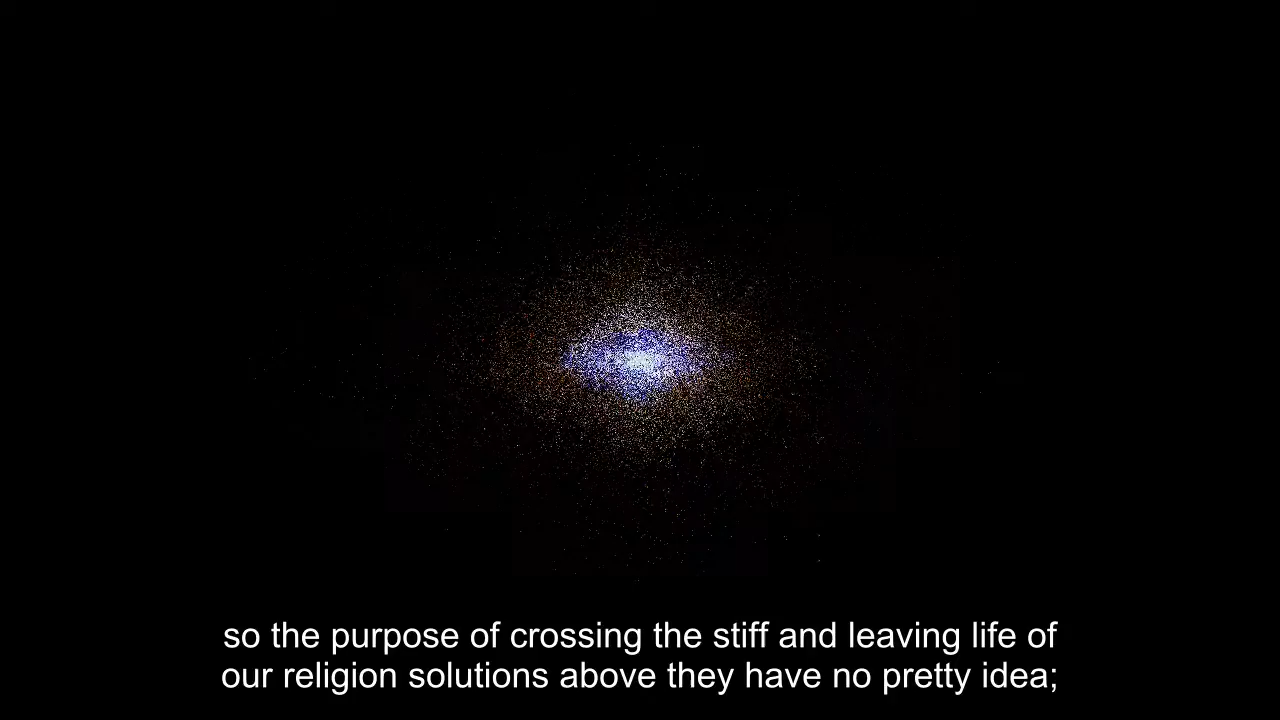 so the purpose of crossing the stiff and leaving life of
our religion solutions above they have no pretty idea;